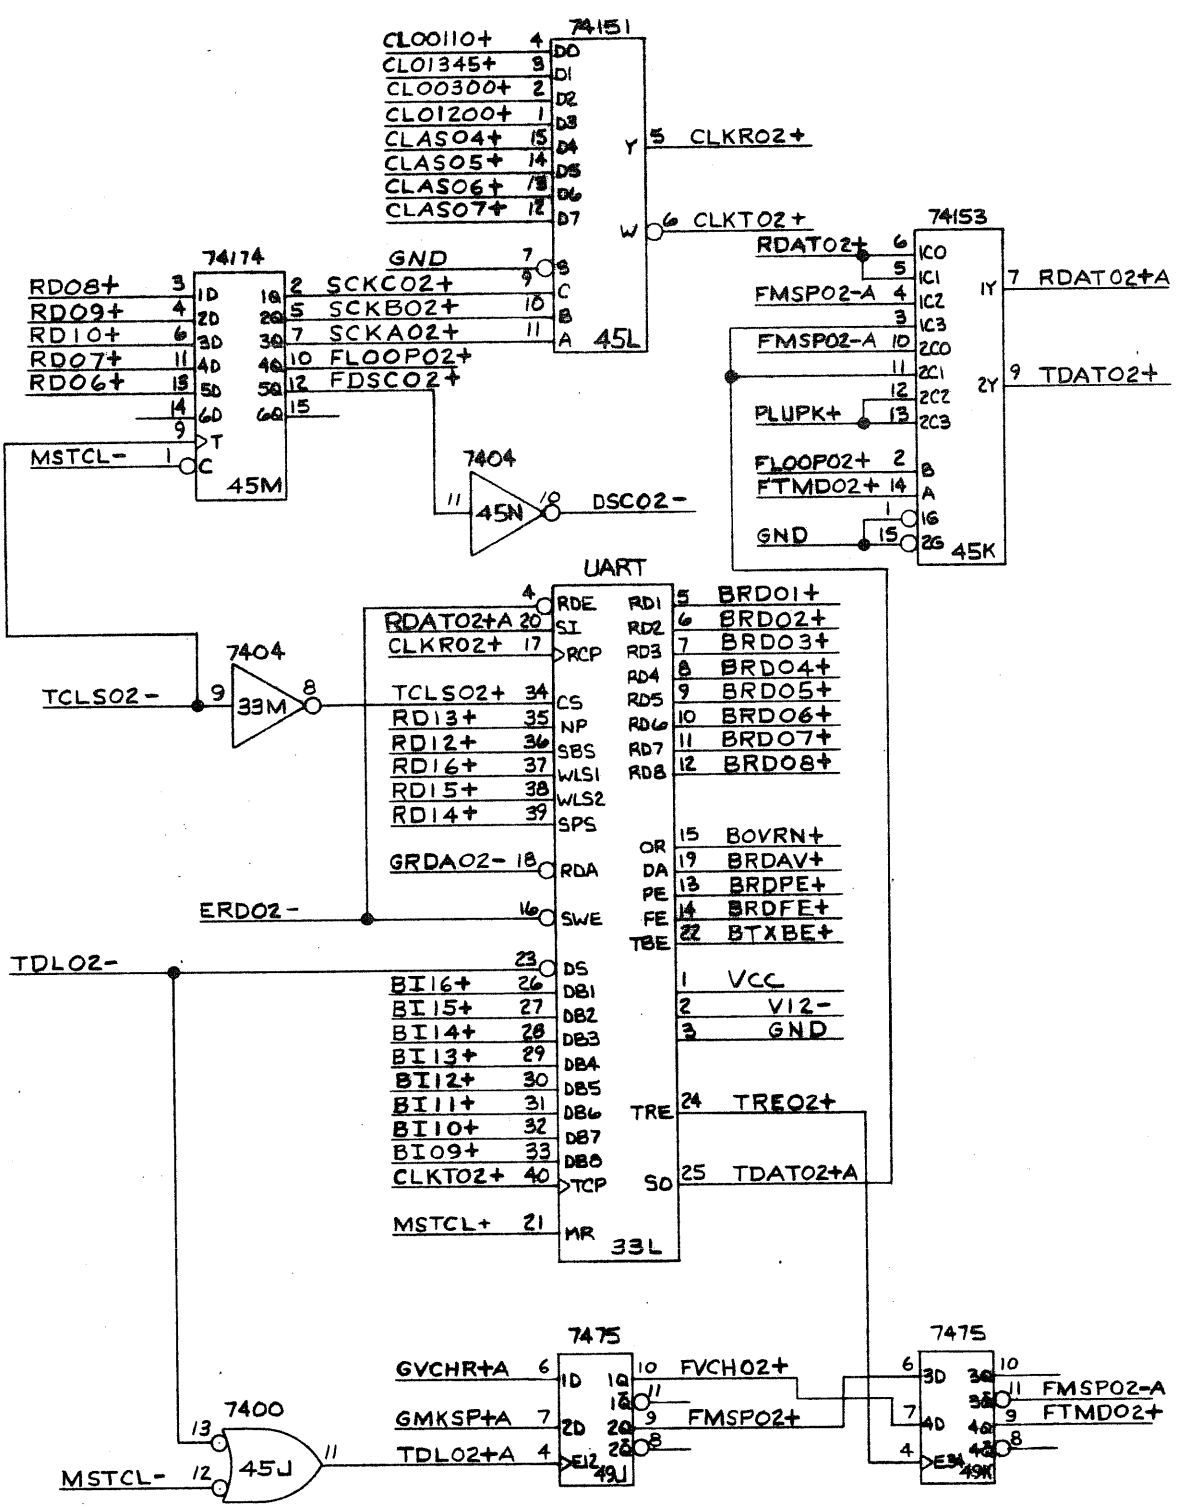 74151
CL00110+ 4 D0
CL01345+ 3 D1
CL00300+ 2 D2
CL01200+ 1 D3
CLAS04+ 15 D4
CLAS05+ 14 D5
CLAS06+ 13 D6
CLAS07+ 12 D7
Y 5 CLKR02+
W 6 CLKT02+
GND 7 S
9 C
10 B
11 A
45L
74174
RD08+ 3 1D 1Q 2 SCKC02+
RD09+ 4 2D 2Q 5 SCKB02+
RD10+ 6 3D 3Q 7 SCKA02+
RD07+ 11 4D 4Q 10 FLOOP02+
RD06+ 13 5D 5Q 12 FDSC02+
14 6D 6Q 15
9 T
MSTCL- 1 C
45M
7404
11 45N 10 DSC02-
74153
RDAT02+ 6 1C0
5 1C1
FMSP02-A 4 1C2
3 1C3
FMSP02-A 10 2C0
11 2C1
12 2C2
PLUPK+ 13 2C3
FLOOP02+ 2 B
FTMD02+ 14 A
1 1G
GND 15 2G
1Y 7 RDAT02+A
2Y 9 TDAT02+
45K
UART
4 RDE RD1 5 BRD01+
RDAT02+A 20 SI RD2 6 BRD02+
CLKR02+ 17 RCP RD3 7 BRD03+
RD4 8 BRD04+
7404
TCLS02- 9 33M 8 TCLS02+ 34 CS RD5 9 BRD05+
RD13+ 35 NP RD6 10 BRD06+
RD12+ 36 SBS RD7 11 BRD07+
RD16+ 37 WLS1 RD8 12 BRD08+
RD15+ 38 WLS2
RD14+ 39 SPS
OR 15 BOVRN+
GRDA02- 18 RDA DA 19 BRDAV+
PE 13 BRDPE+
ERD02- 16 SWE FE 14 BRDFE+
TBE 22 BTXBE+
TDL02- 23 DS
BI16+ 26 DB1 1 VCC
BI15+ 27 DB2 2 V12-
BI14+ 28 DB3 3 GND
BI13+ 29 DB4
BI12+ 30 DB5
BI11+ 31 DB6 TRE 24 TRE02+
BI10+ 32 DB7
BI09+ 33 DB8
CLKT02+ 40 TCP SO 25 TDAT02+A
MSTCL+ 21 MR
33L
7475
GVCHR+A 6 1D 1Q 10 FVCH02+
1Q 11
GMKSP+A 7 2D 2Q 9 FMSP02+
TDL02+A 4 E12 2Q 8
49J
7475
6 3D 3Q 10
3Q 11 FMSP02-A
7 4D 4Q 9 FTMD02+
4 E34 4Q 8
49K
7400
13
45J 11
MSTCL- 12